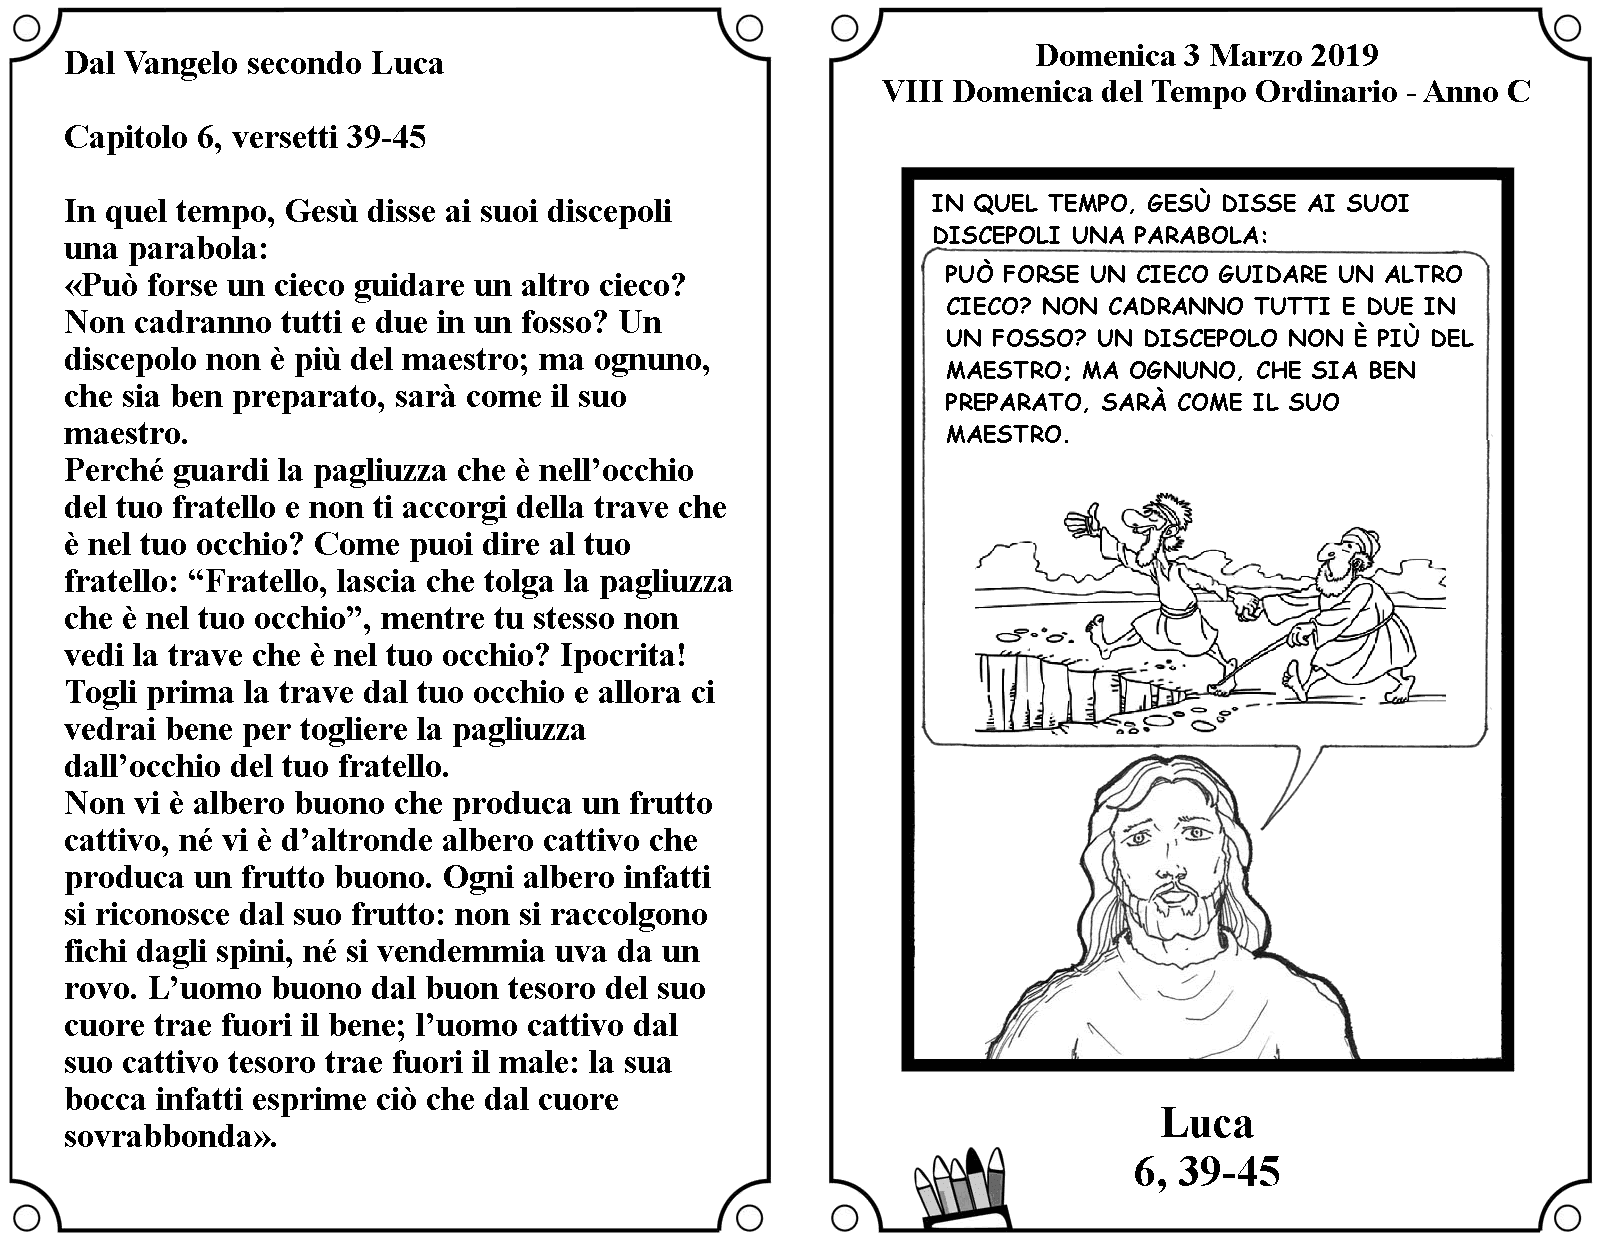 Dal Vangelo secondo Luca
Capitolo 6, versetti 39-45
In quel tempo, Gesù disse ai suoi discepoli
una parabola:
«Può forse un cieco guidare un altro cieco?
Non cadranno tutti e due in un fosso? Un
discepolo non è più del maestro; ma ognuno,
che sia ben preparato, sarà come il suo
maestro.
Perché guardi la pagliuzza che è nell’occhio
del tuo fratello e non ti accorgi della trave che
è nel tuo occhio? Come puoi dire al tuo
fratello: “Fratello, lascia che tolga la pagliuzza
che è nel tuo occhio”, mentre tu stesso non
vedi la trave che è nel tuo occhio? Ipocrita!
Togli prima la trave dal tuo occhio e allora ci
vedrai bene per togliere la pagliuzza
dall’occhio del tuo fratello.
Non vi è albero buono che produca un frutto
cattivo, né vi è d’altronde albero cattivo che
produca un frutto buono. Ogni albero infatti
si riconosce dal suo frutto: non si raccolgono
fichi dagli spini, né si vendemmia uva da un
rovo. L’uomo buono dal buon tesoro del suo
cuore trae fuori il bene; l’uomo cattivo dal
suo cattivo tesoro trae fuori il male: la sua
bocca infatti esprime ciò che dal cuore
sovrabbonda».
Domenica 3 Marzo 2019
VIII Domenica del Tempo Ordinario - Anno C
IN QUEL TEMPO, GESÙ DISSE AI SUOI
DISCEPOLI UNA PARABOLA:
PUÒ FORSE UN CIECO GUIDARE UN ALTRO
CIECO? NON CADRANNO TUTTI E DUE IN
UN FOSSO? UN DISCEPOLO NON È PIÙ DEL
MAESTRO; MA OGNUNO, CHE SIA BEN
PREPARATO, SARÀ COME IL SUO
MAESTRO.
Luca
6, 39-45